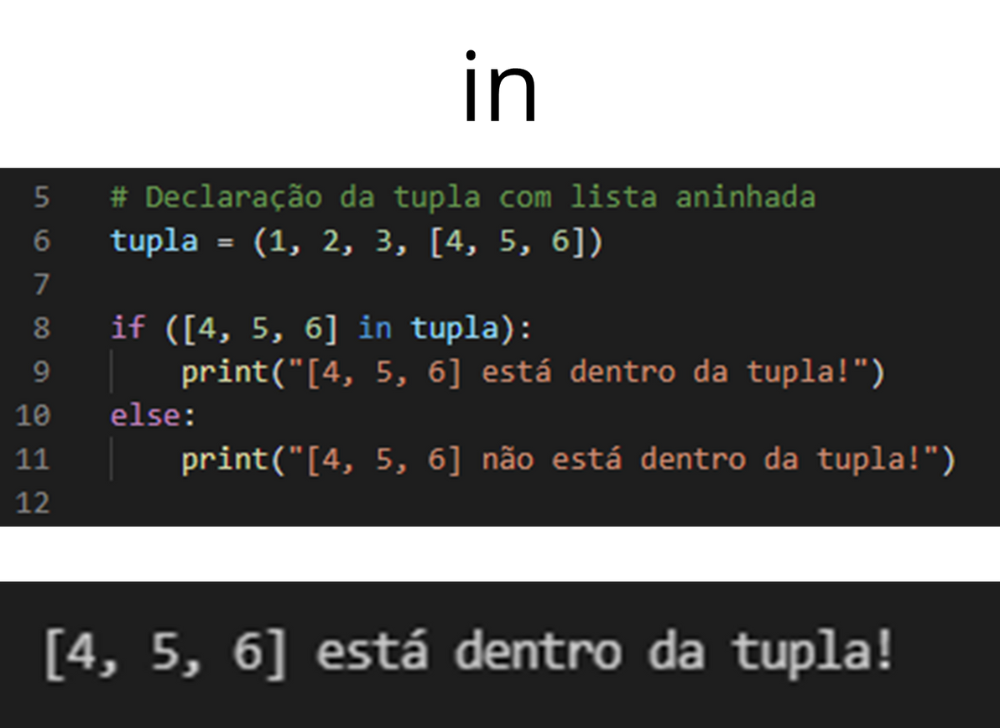 in
5 # Declaração da tupla com lista aninhada
6 tupla = (1, 2, 3, [4, 5, 6])
7
8 if ([4, 5, 6] in tupla):
9     print("[4, 5, 6] está dentro da tupla!")
10 else:
11     print("[4, 5, 6] não está dentro da tupla!")
12
[4, 5, 6] está dentro da tupla!